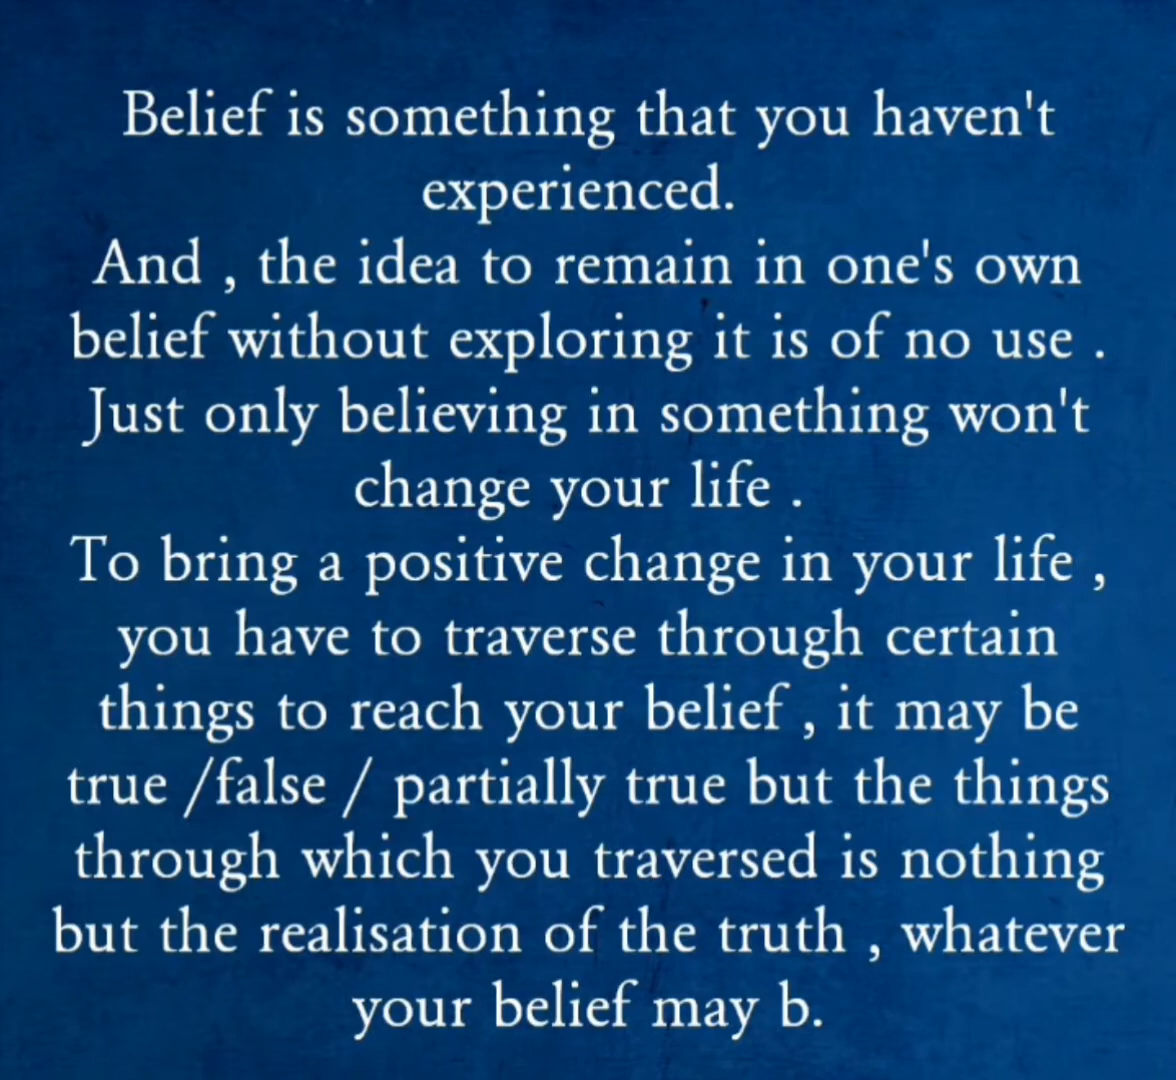 Belief is something that you haven't
experienced.
And , the idea to remain in one's own
belief without exploring it is of no use .
Just only believing in something won't
change your life .
To bring a positive change in your life ,
you have to traverse through certain
things to reach your belief , it may be
true /false / partially true but the things
through which you traversed is nothing
but the realisation of the truth , whatever
your belief may b.